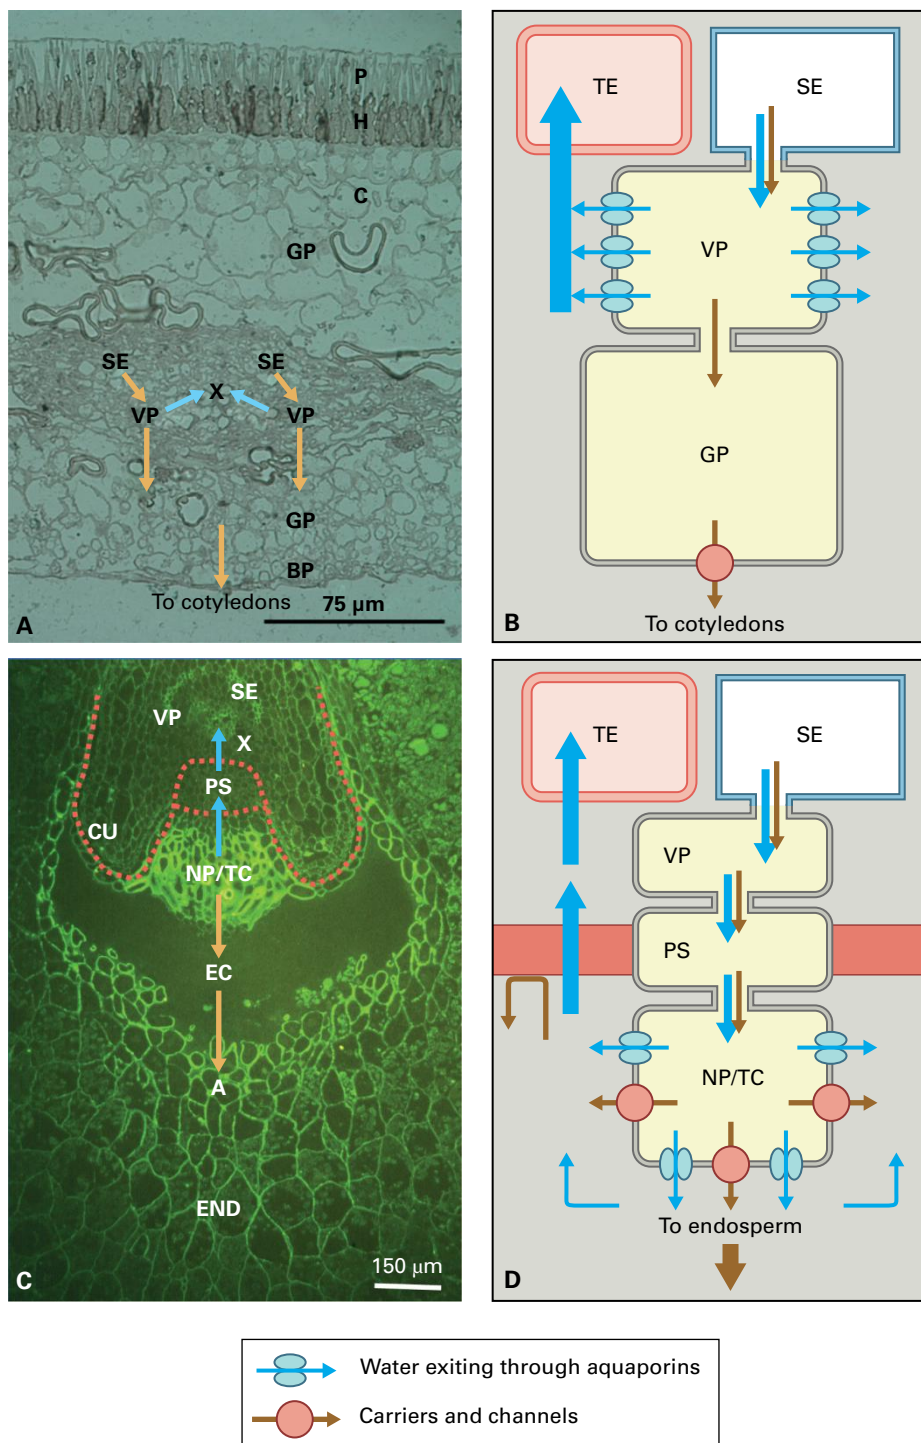 P
H
C
GP
SE
SE
X
VP
VP
GP
BP
To cotyledons
75 µm
A
TE
SE
VP
GP
To cotyledons
B
SE
VP
X
PS
CU
NP/TC
EC
A
END
150 µm
C
TE
SE
VP
PS
NP/TC
To endosperm
D
Water exiting through aquaporins
Carriers and channels